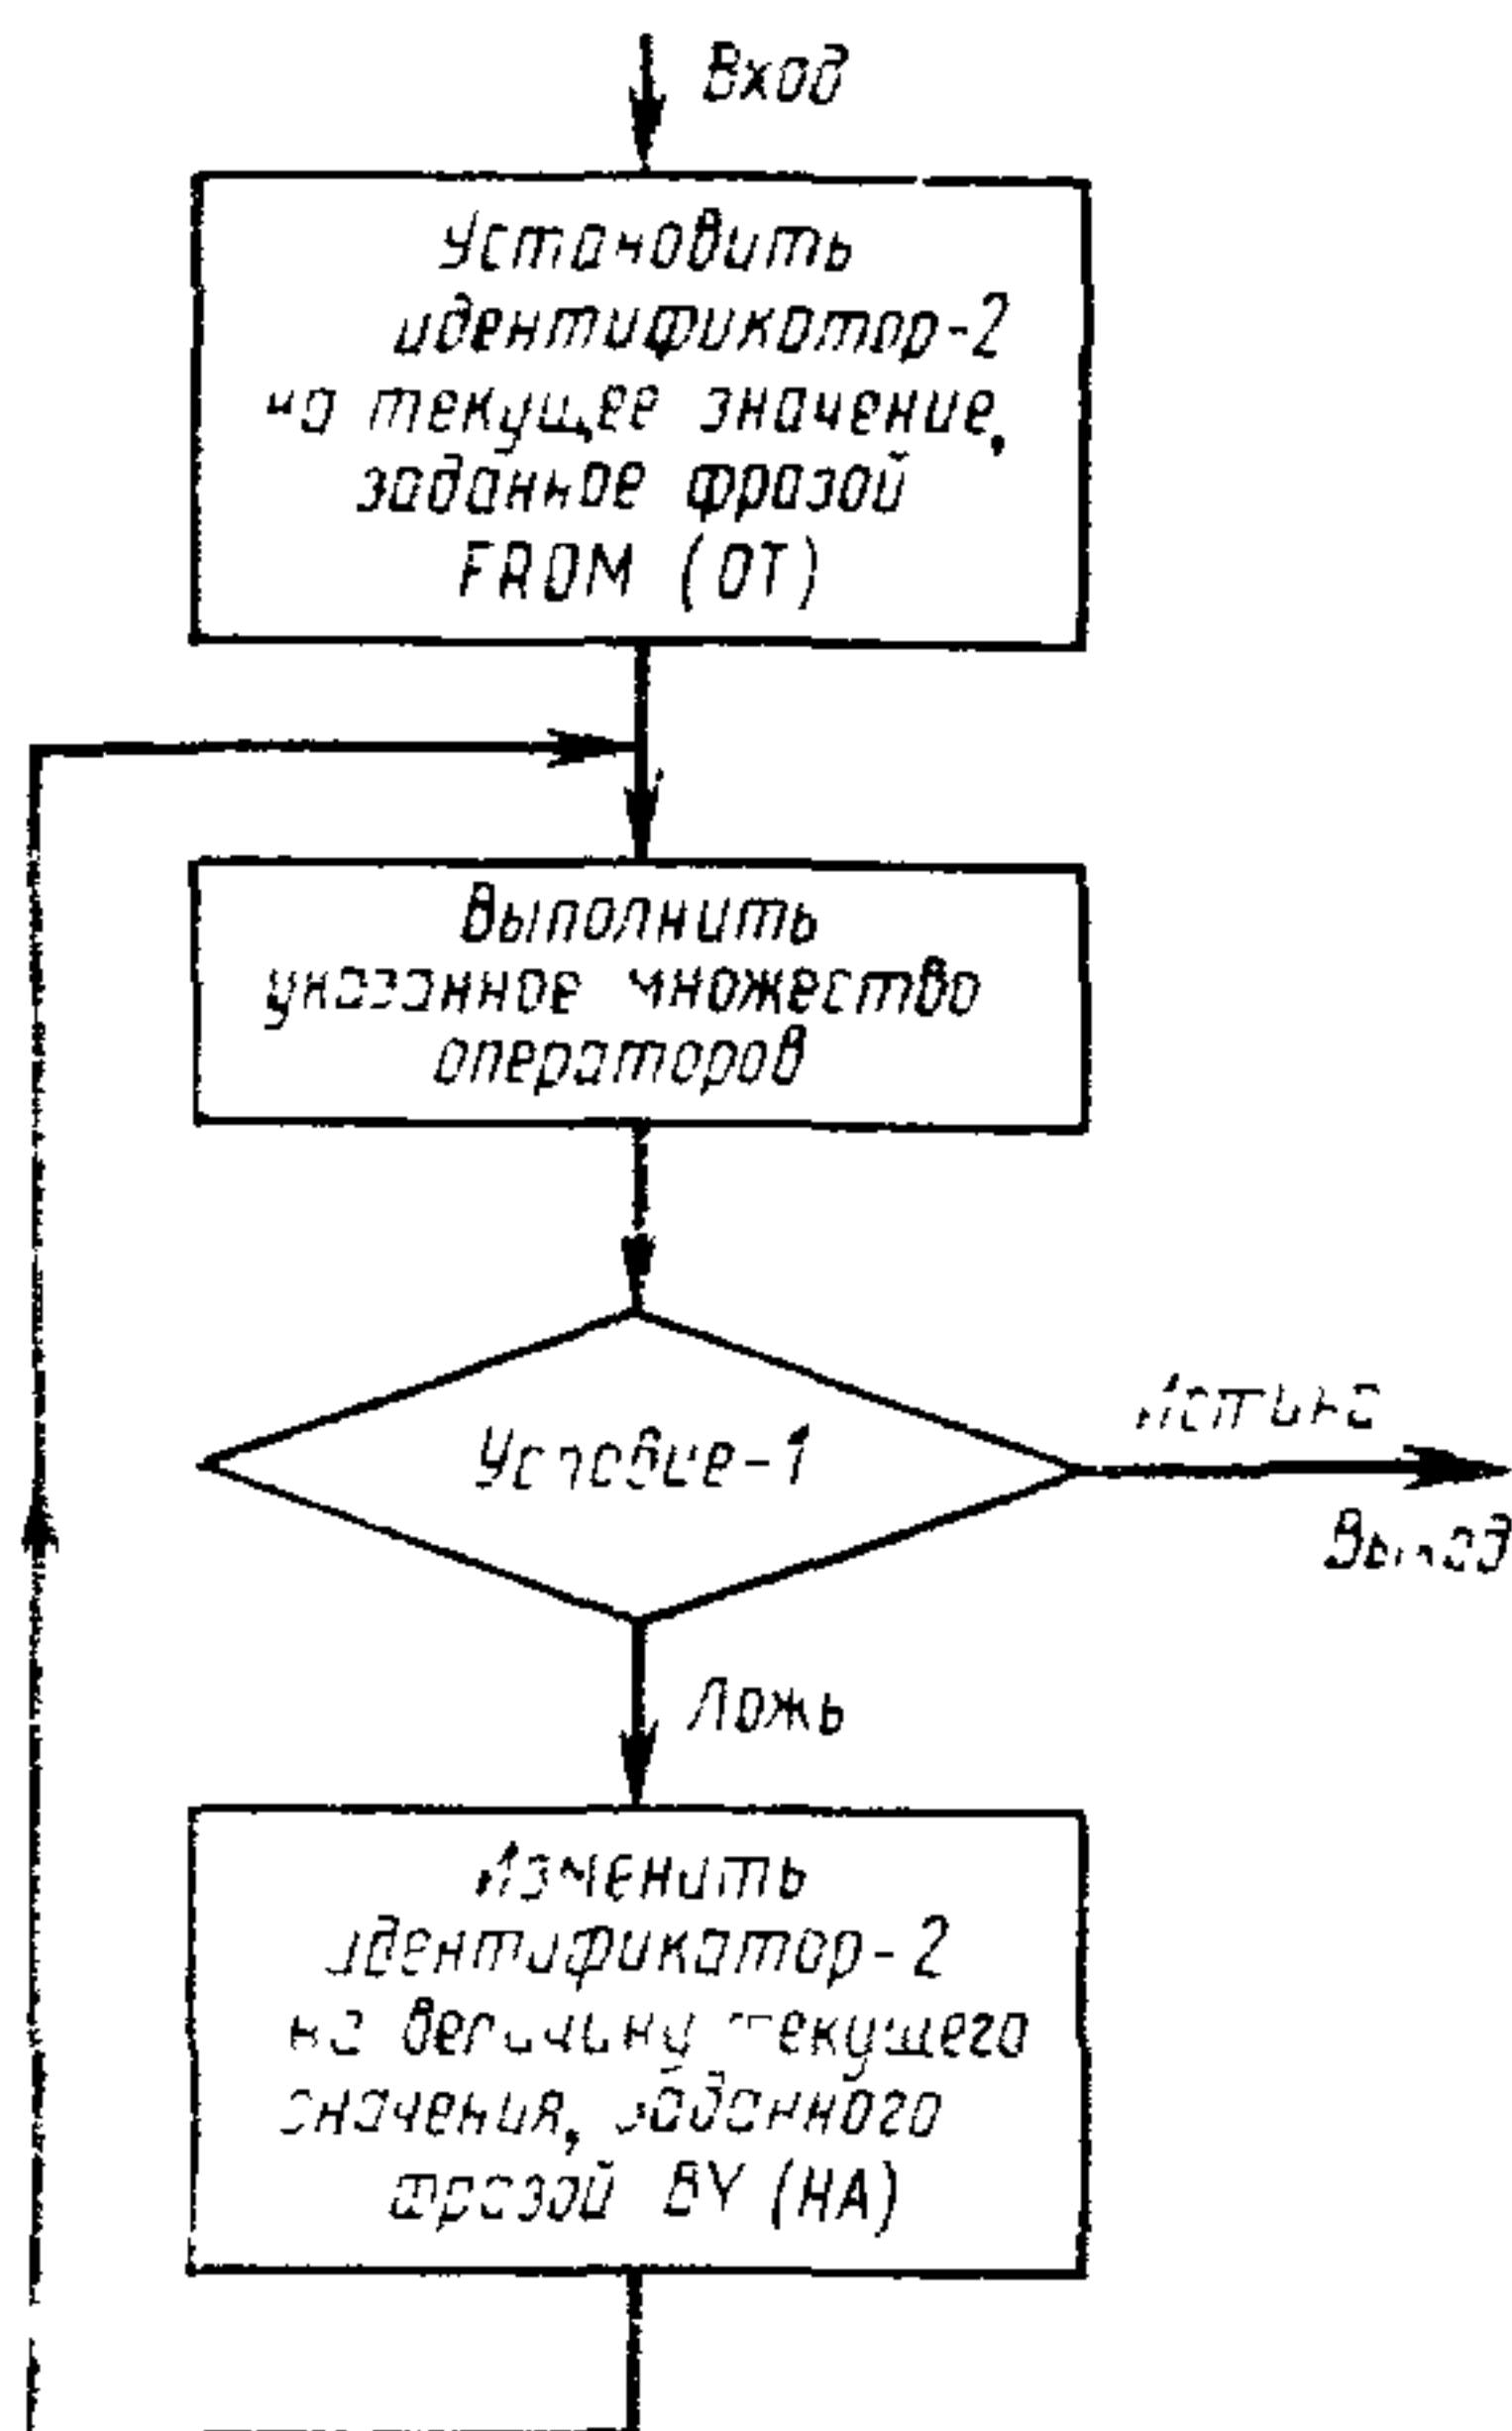 Вход
Установить
идентификатор-2
на текущее значение,
заданное фразой
FROM (ОТ)
Выполнить
указанное множество
операторов
Условие-1
Истина
Выход
Ложь
Изменить
идентификатор-2
на величину текущего
значения, заданного
фразой BY (НА)